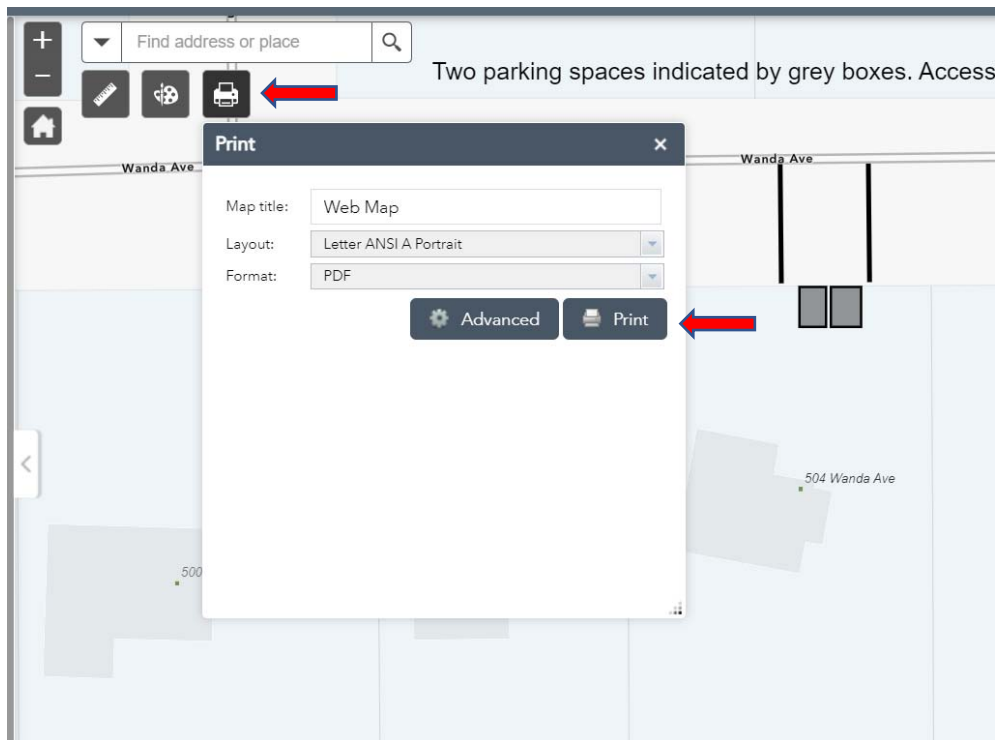 Find address or place
Two parking spaces indicated by grey boxes. Access
Print
Wanda Ave
Wanda Ave
Map title:
Web Map
Layout:
Letter ANSI A Portrait
Format:
PDF
Advanced
Print
504 Wanda Ave
500